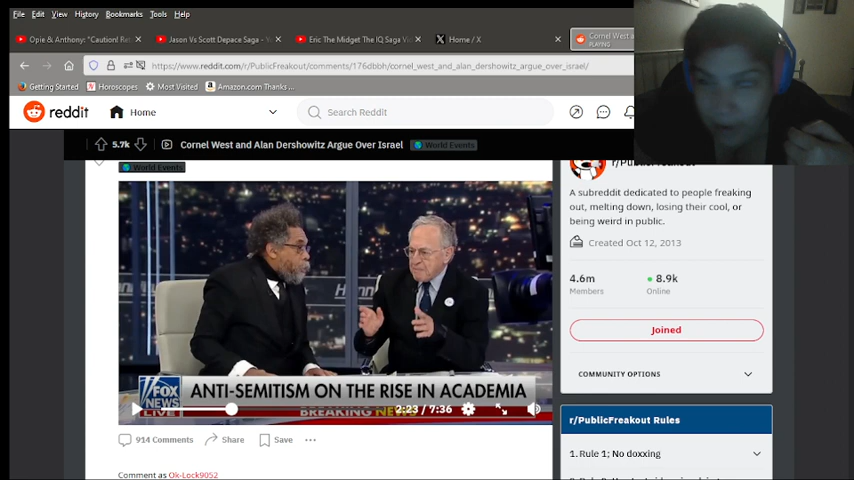 File Edit View History Bookmarks Tools Help
Opie & Anthony: "Caution! Ret
Jason Vs Scott Depace Saga -
Eric The Midget The IQ Saga Vi
Home / X
Cornel West a
PLAYING
https://www.reddit.com/r/PublicFreakout/comments/176dbbh/cornel_west_and_alan_dershowitz_argue_over_israel/
Getting Started Horoscopes Most Visited Amazon.com Thanks ...
reddit Home Search Reddit
5.7k Cornel West and Alan Dershowitz Argue Over Israel World Events
World Events
r/PublicFreakout
A subreddit dedicated to people freaking
out, melting down, losing their cool, or
being weird in public.
Created Oct 12, 2013
4.6m 8.9k
Members Online
Joined
COMMUNITY OPTIONS
FOX
NEWS
LIVE
ANTI-SEMITISM ON THE RISE IN ACADEMIA
BREAKING NEWS
2:23 / 7:36
914 Comments Share Save ...
Comment as Ok-Lock9052
r/PublicFreakout Rules
1. Rule 1; No doxxing